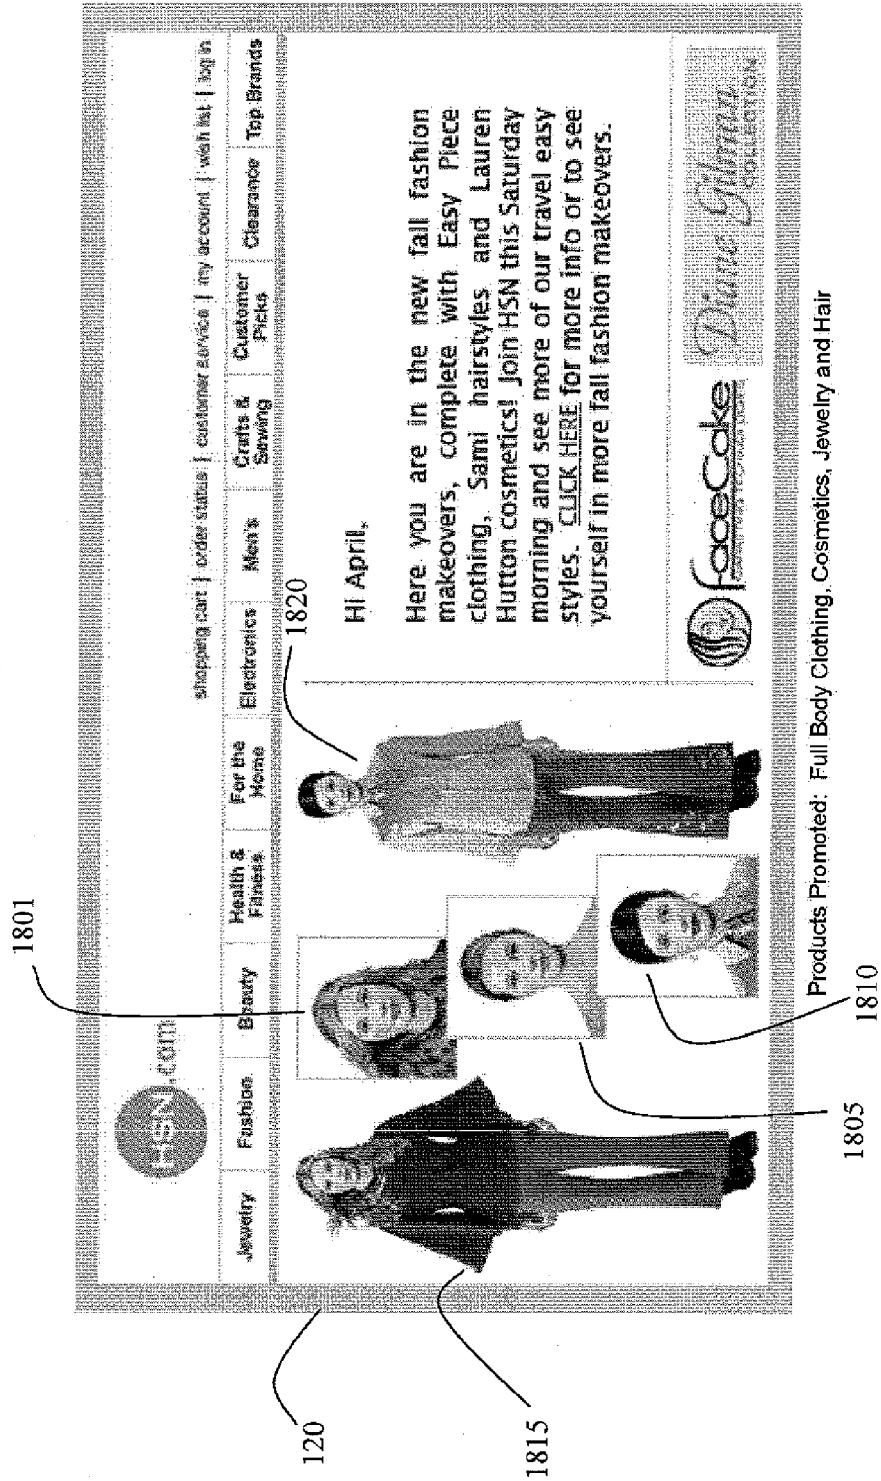 1801
HSN.com
shopping cart | order status | customer service | my account | wish list | log in
Jewelry Fashion Beauty Health & Fitness For the Home Electronics Men's Crafts & Sewing Customer Picks Clearance Top Brands
120
1815
1820
Hi April,
Here you are in the new fall fashion
makeovers, complete with Easy Piece
clothing, Sami hairstyles and Lauren
Hutton cosmetics! Join HSN this Saturday
morning and see more of our travel easy
styles. CLICK HERE for more info or to see
yourself in more fall fashion makeovers.
faceCake
COLLECTION
Products Promoted: Full Body Clothing, Cosmetics, Jewelry and Hair
1805
1810